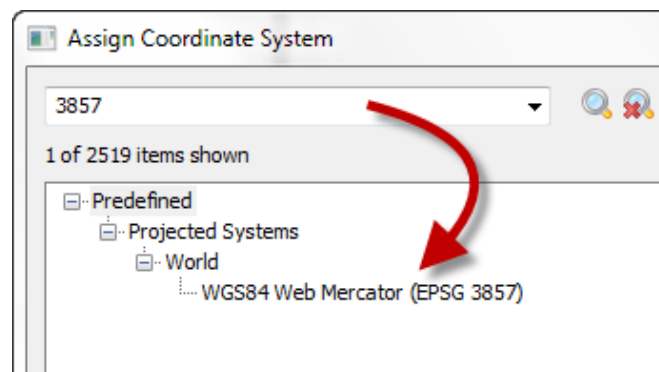 Assign Coordinate System
3857
1 of 2519 items shown
Predefined
Projected Systems
World
WGS84 Web Mercator (EPSG 3857)